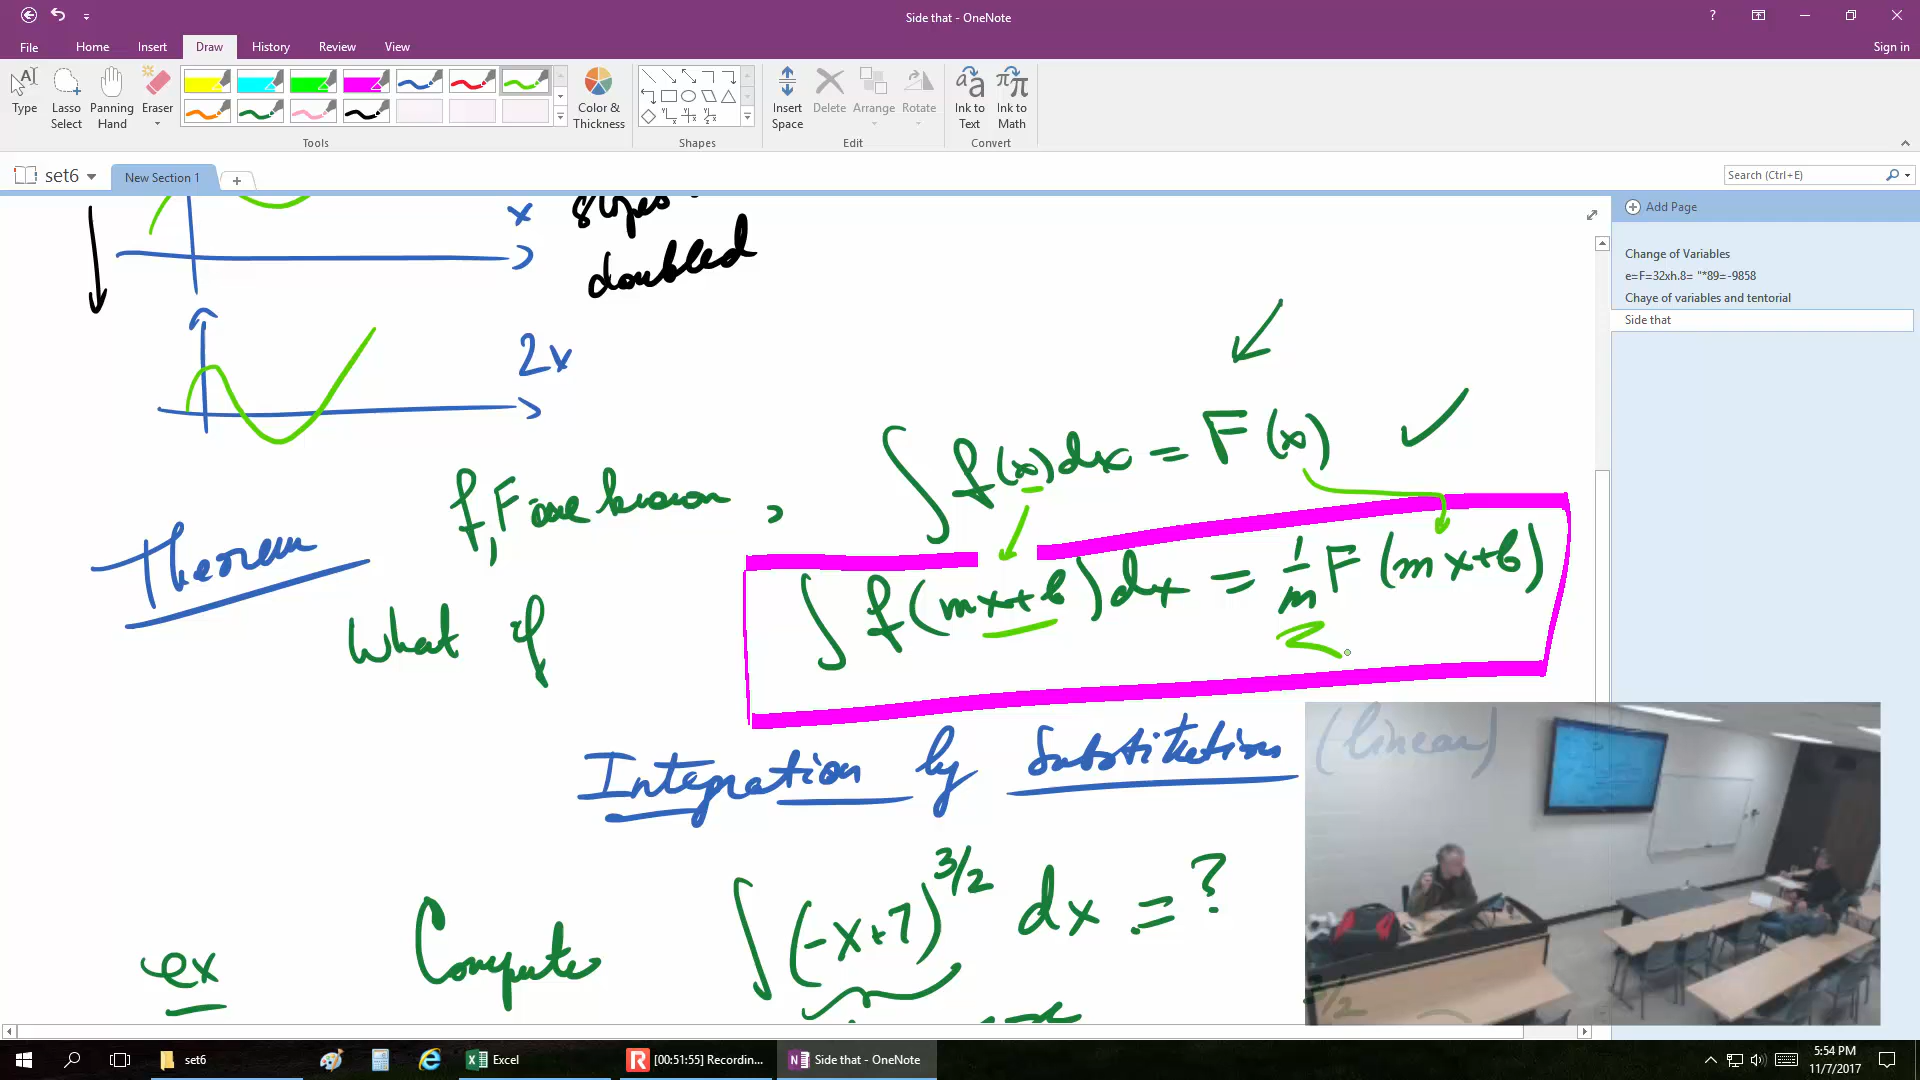 Side that - OneNote
?
File
Home
Insert
Draw
History
Review
View
Sign in
Type
Lasso Select
Panning Hand
Eraser
Color & Thickness
Insert Space
Delete
Arrange
Rotate
Ink to Text
Ink to Math
Tools
Shapes
Edit
Convert
set6
New Section 1
Search (Ctrl+E)
Add Page
Change of Variables
e=F=32xh.8= "*89=-9858
Chaye of variables and tentorial
Side that
x
doubled
2x
f, F are known , ∫ f(x) dx = F(x) ✓
Theorem
What if ∫ f(mx+b) dx = 1/m F(mx+b)
Integration by Substitution (linear)
ex Compute ∫ (-x+7)^3/2 dx = ?
set6
Excel
[00:51:55] Recordin...
Side that - OneNote
5:54 PM
11/7/2017